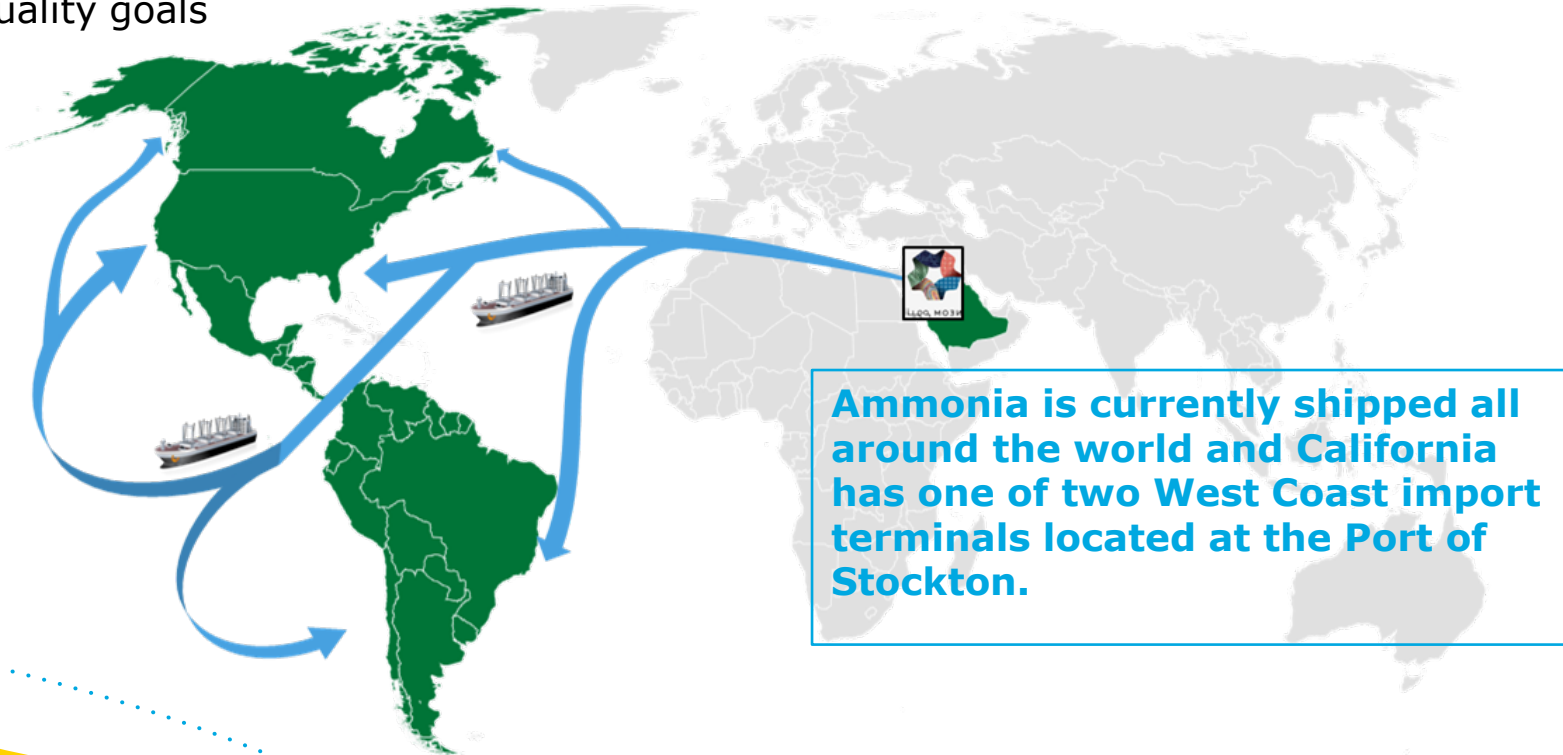 uality goals
NEOM
Ammonia is currently shipped all
around the world and California
has one of two West Coast import
terminals located at the Port of
Stockton.